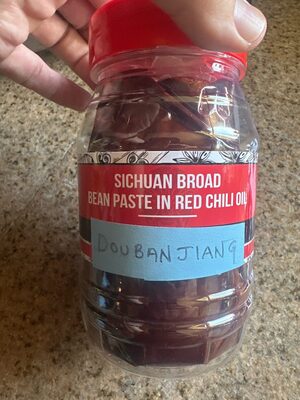 SICHUAN BROAD
BEAN PASTE IN RED CHILI OIL
DOUBANJIANG